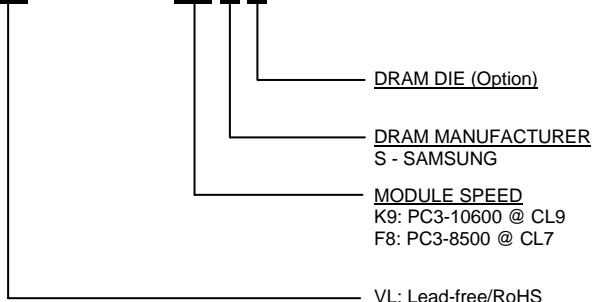 DRAM DIE (Option)
DRAM MANUFACTURER
S - SAMSUNG
MODULE SPEED
K9: PC3-10600 @ CL9
F8: PC3-8500 @ CL7
VL: Lead-free/RoHS